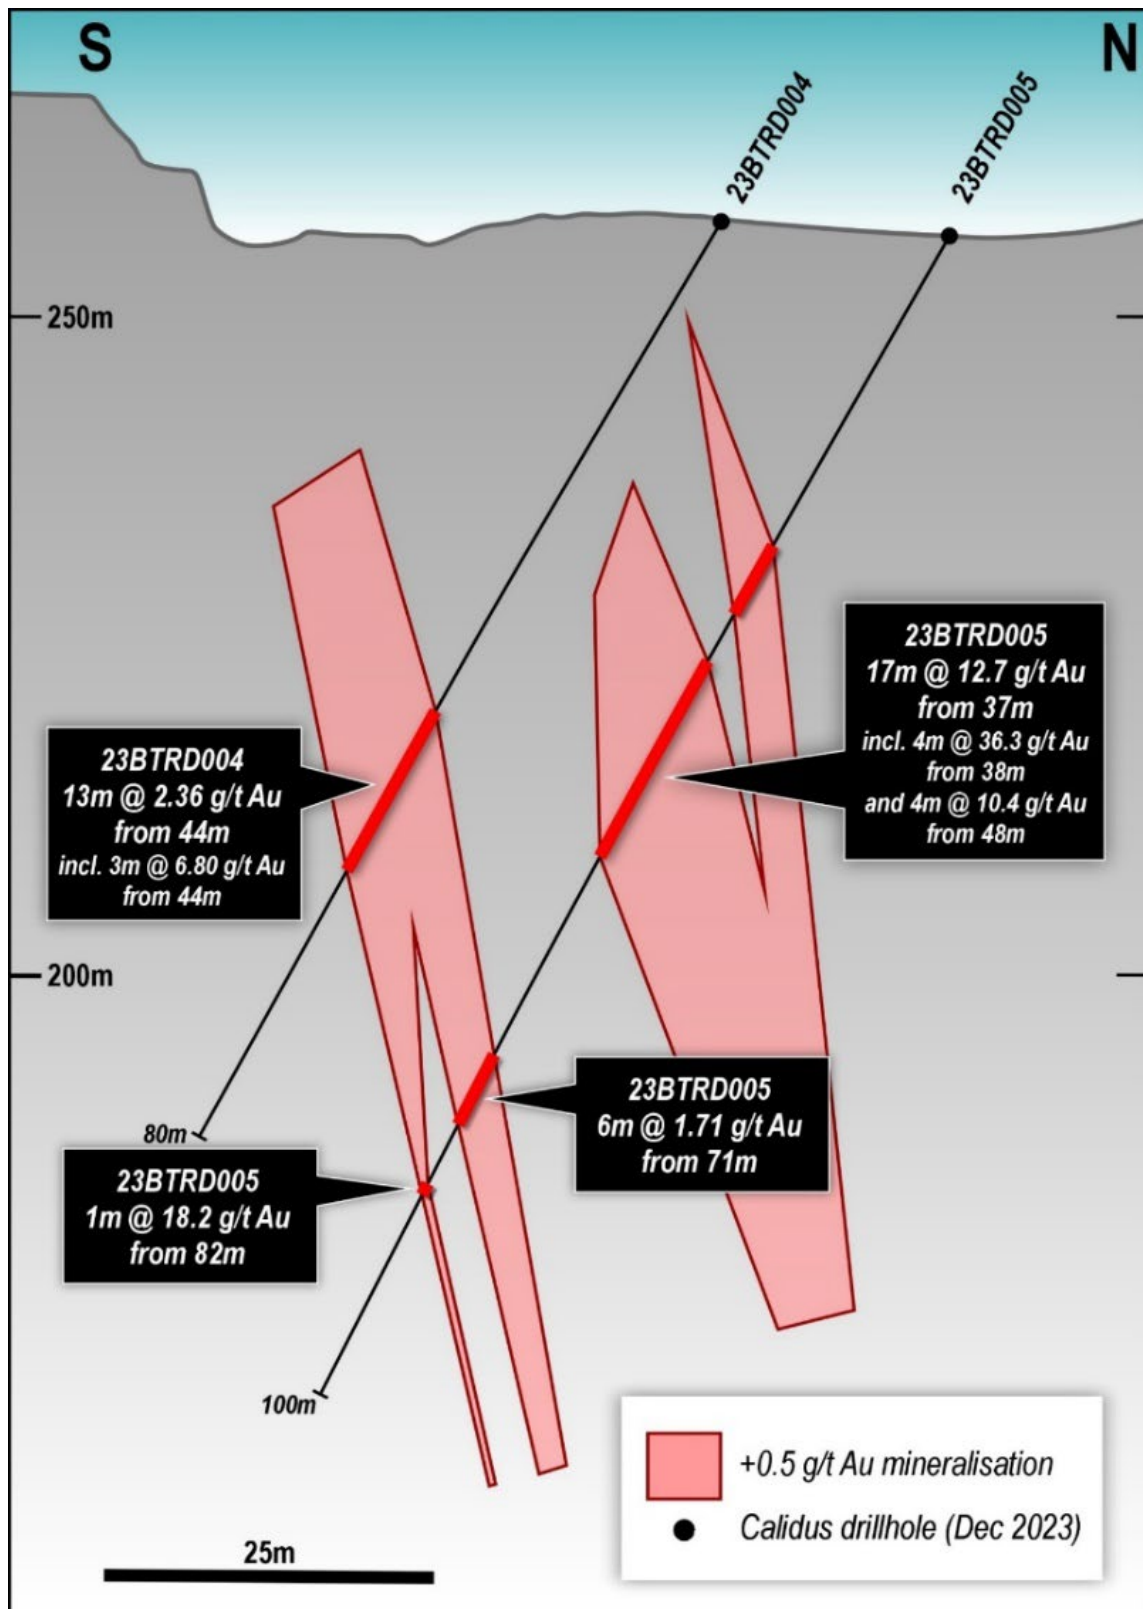 S
N
23BTRD004
23BTRD005
250m
23BTRD005
17m @ 12.7 g/t Au
from 37m
incl. 4m @ 36.3 g/t Au
from 38m
and 4m @ 10.4 g/t Au
from 48m
23BTRD004
13m @ 2.36 g/t Au
from 44m
incl. 3m @ 6.80 g/t Au
from 44m
200m
23BTRD005
6m @ 1.71 g/t Au
from 71m
80m
23BTRD005
1m @ 18.2 g/t Au
from 82m
100m
+0.5 g/t Au mineralisation
Calidus drillhole (Dec 2023)
25m